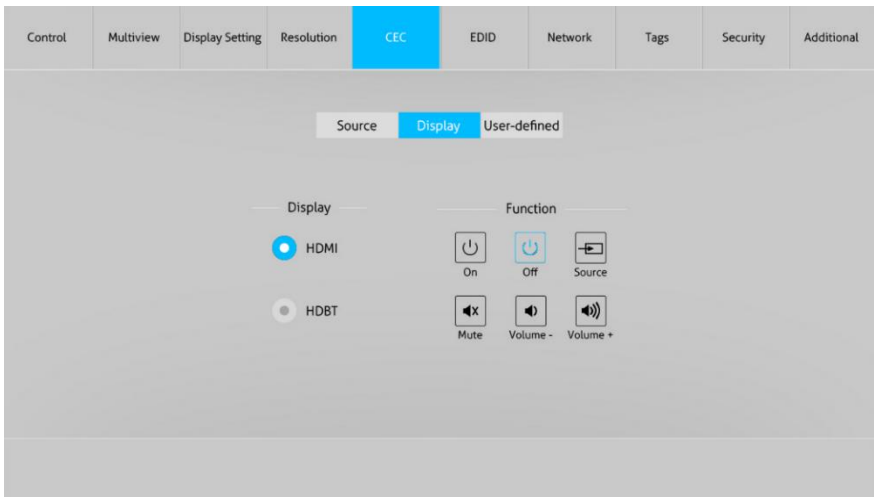 Control Multiview Display Setting Resolution CEC EDID Network Tags Security Additional
Source Display User-defined
Display Function
HDMI
On Off Source
HDBT
Mute Volume - Volume +